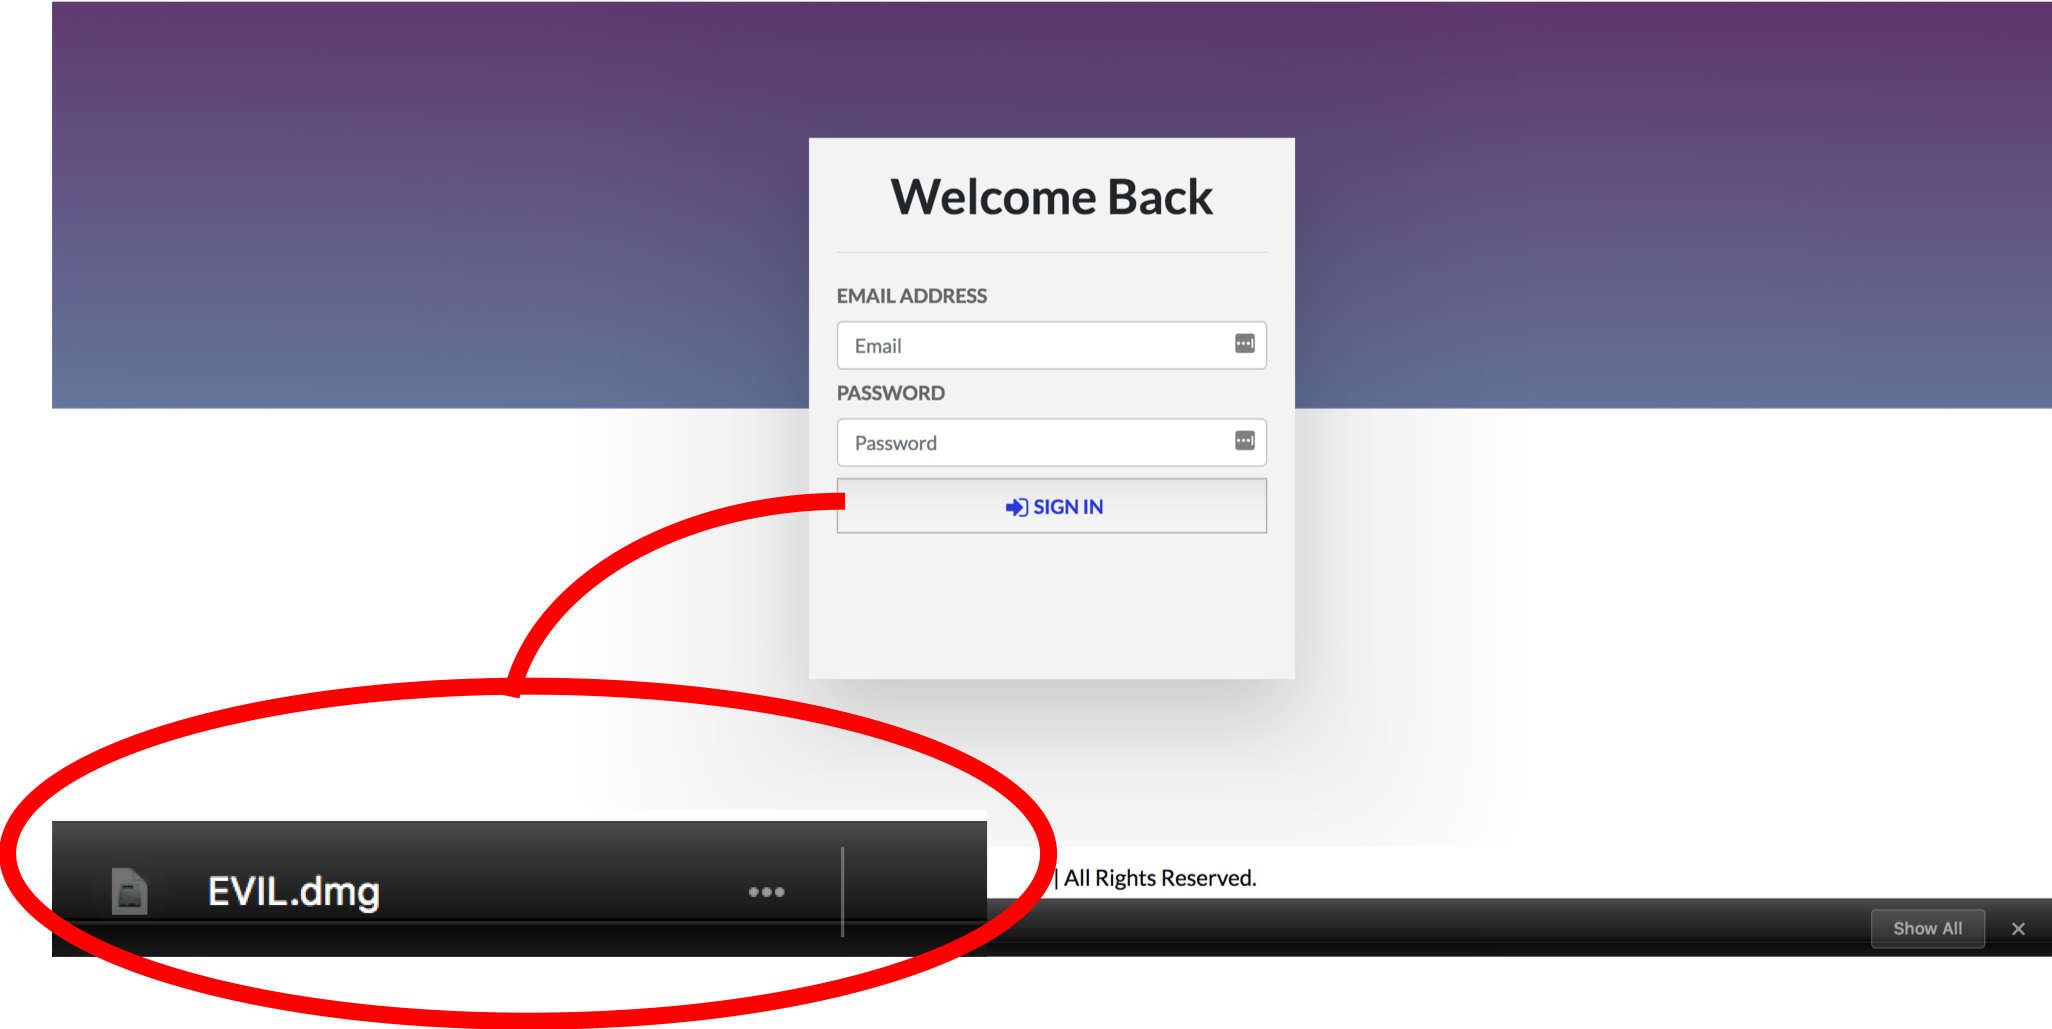 Welcome Back
EMAIL ADDRESS
Email
PASSWORD
Password
SIGN IN
| All Rights Reserved.
EVIL.dmg
Show All